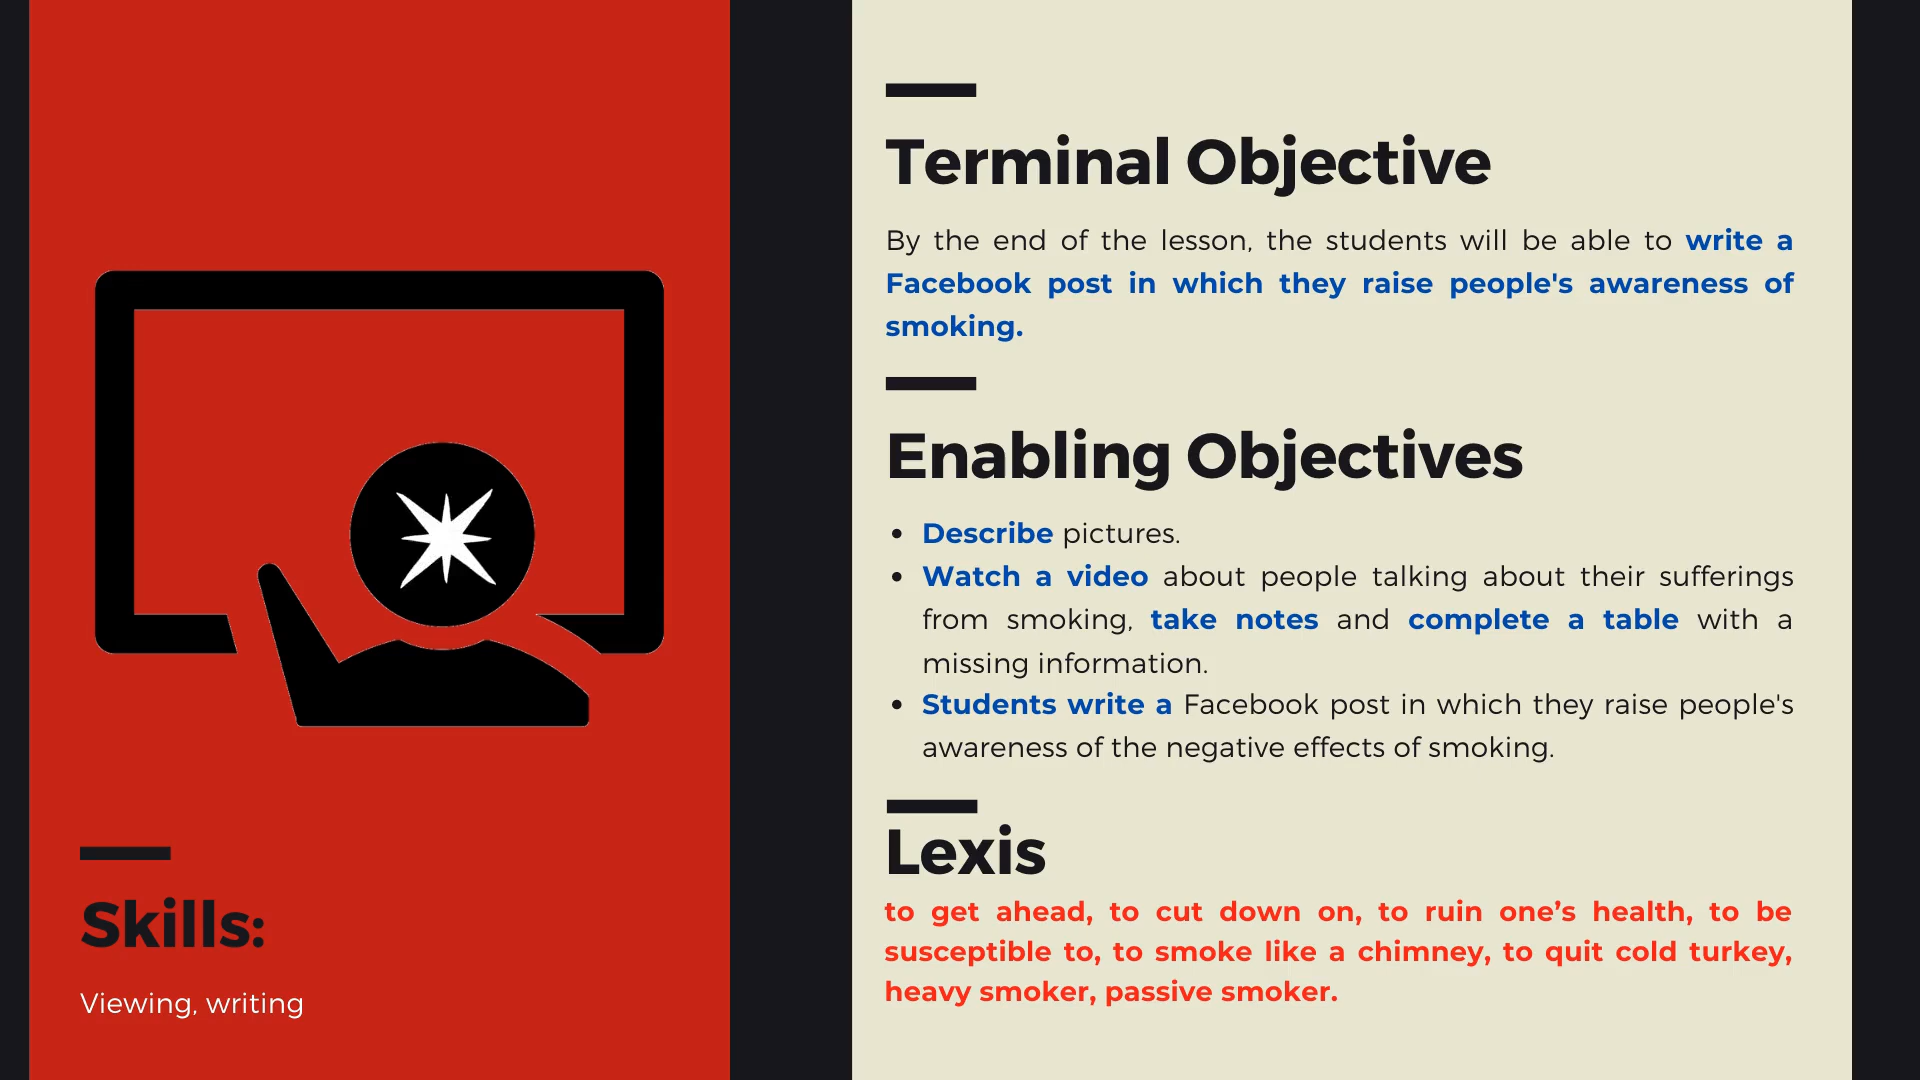 Skills:
Viewing, writing
Terminal Objective
By the end of the lesson, the students will be able to write a
Facebook post in which they raise people's awareness of
smoking.
Enabling Objectives
• Describe pictures.
• Watch a video about people talking about their sufferings
from smoking, take notes and complete a table with a
missing information.
• Students write a Facebook post in which they raise people's
awareness of the negative effects of smoking.
Lexis
to get ahead, to cut down on, to ruin one’s health, to be
susceptible to, to smoke like a chimney, to quit cold turkey,
heavy smoker, passive smoker.